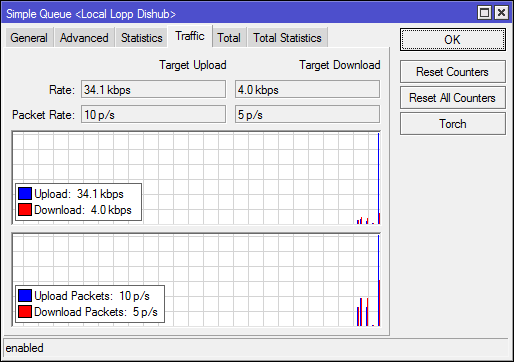 Simple Queue <Local Lopp Dishub>
General Advanced Statistics Traffic Total Total Statistics
OK
Reset Counters
Reset All Counters
Torch
Target Upload Target Download
Rate: 34.1 kbps 4.0 kbps
Packet Rate: 10 p/s 5 p/s
Upload: 34.1 kbps
Download: 4.0 kbps
Upload Packets: 10 p/s
Download Packets: 5 p/s
enabled